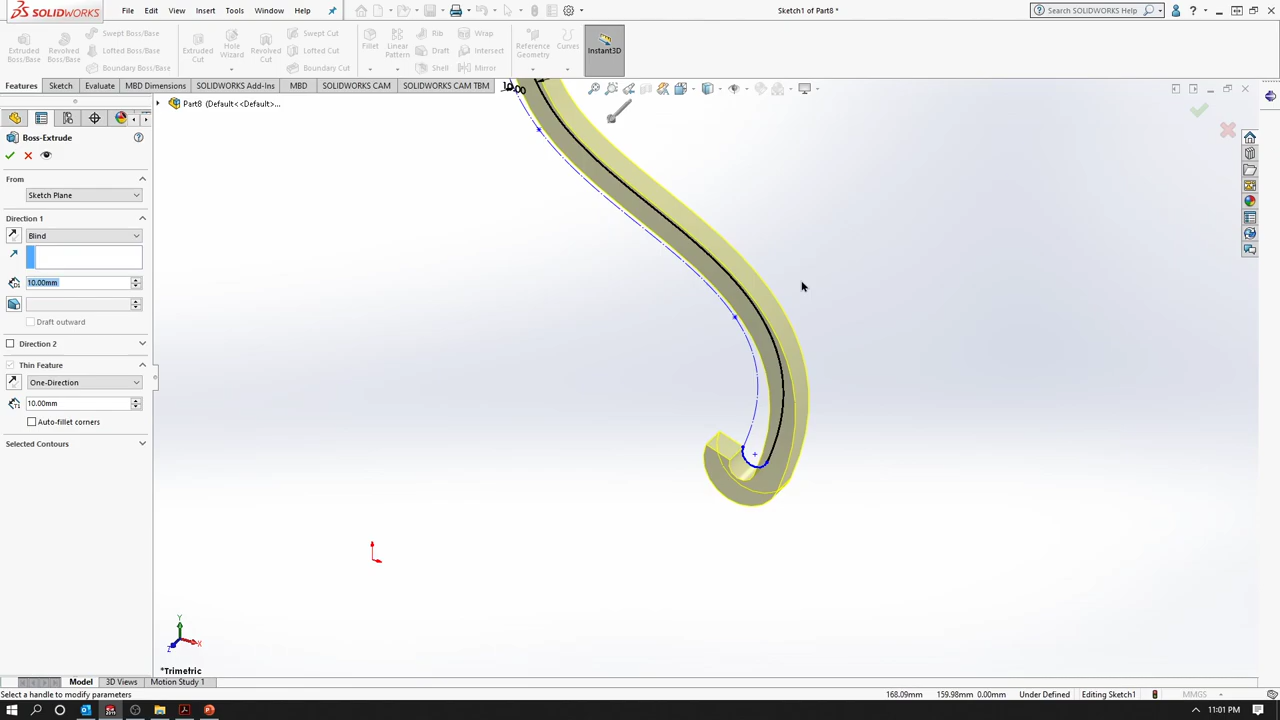 SOLIDWORKS
File
Edit
View
Insert
Tools
Window
Help
Sketch1 of Part8 *
Search SOLIDWORKS Help
Extruded Boss/Base
Revolved Boss/Base
Swept Boss/Base
Lofted Boss/Base
Boundary Boss/Base
Extruded Cut
Hole Wizard
Revolved Cut
Swept Cut
Lofted Cut
Boundary Cut
Fillet
Linear Pattern
Rib
Draft
Shell
Wrap
Intersect
Mirror
Reference Geometry
Curves
Instant3D
Features
Sketch
Evaluate
MBD Dimensions
SOLIDWORKS Add-Ins
MBD
SOLIDWORKS CAM
SOLIDWORKS CAM TBM
Part8 (Default<<Default>...
Boss-Extrude
From
Sketch Plane
Direction 1
Blind
10.00mm
Draft outward
Direction 2
Thin Feature
One-Direction
10.00mm
Auto-fillet corners
Selected Contours
Y
X
Z
*Trimetric
Model
3D Views
Motion Study 1
Select a handle to modify parameters
168.09mm
159.98mm
0.00mm
Under Defined
Editing Sketch1
MMGS
11:01 PM